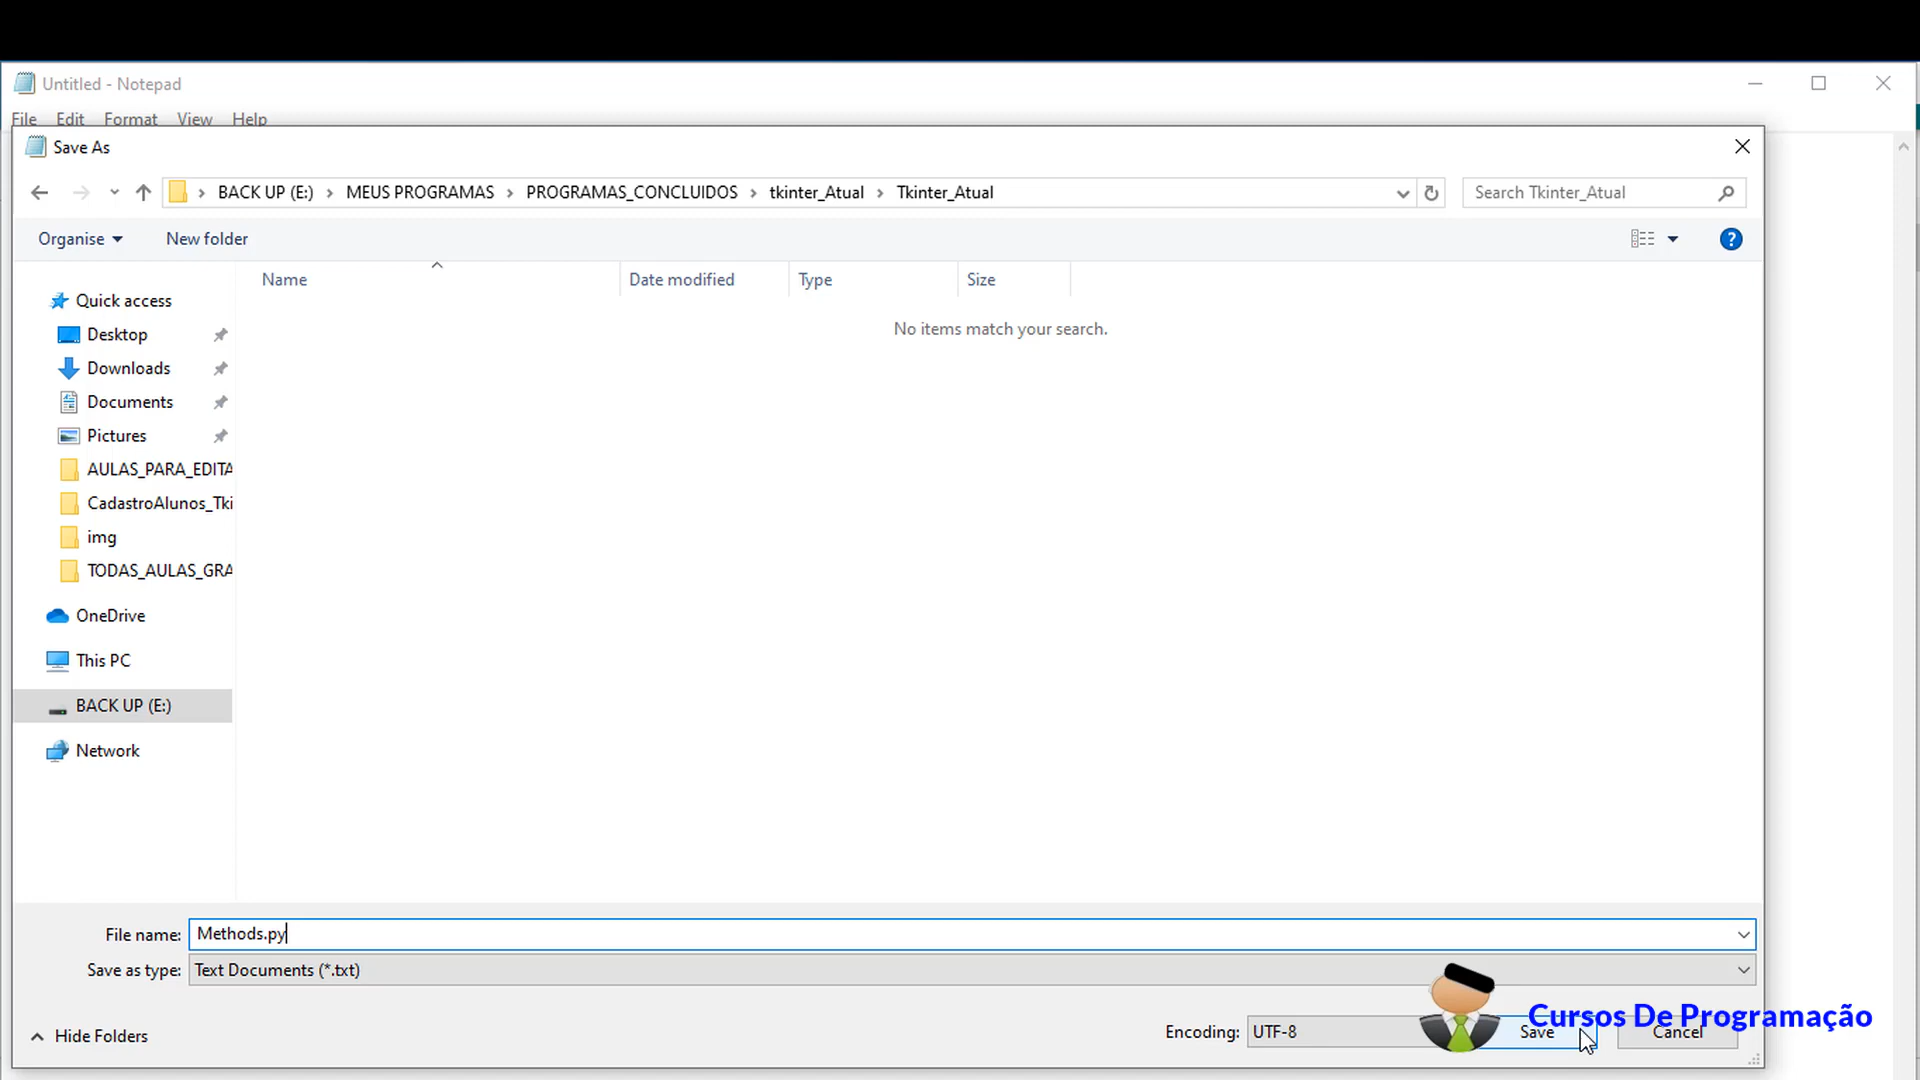 Untitled - Notepad
File Edit Format View Help
Save As
BACK UP (E:) MEUS PROGRAMAS PROGRAMAS_CONCLUIDOS tkinter_Atual Tkinter_Atual
Search Tkinter_Atual
Organise New folder
Name Date modified Type Size
No items match your search.
Quick access
Desktop
Downloads
Documents
Pictures
AULAS_PARA_EDITA
CadastroAlunos_Tki
img
TODAS_AULAS_GRA
OneDrive
This PC
BACK UP (E:)
Network
File name: Methods.py
Save as type: Text Documents (*.txt)
Hide Folders
Encoding: UTF-8
Save
Cancel
Cursos De Programação